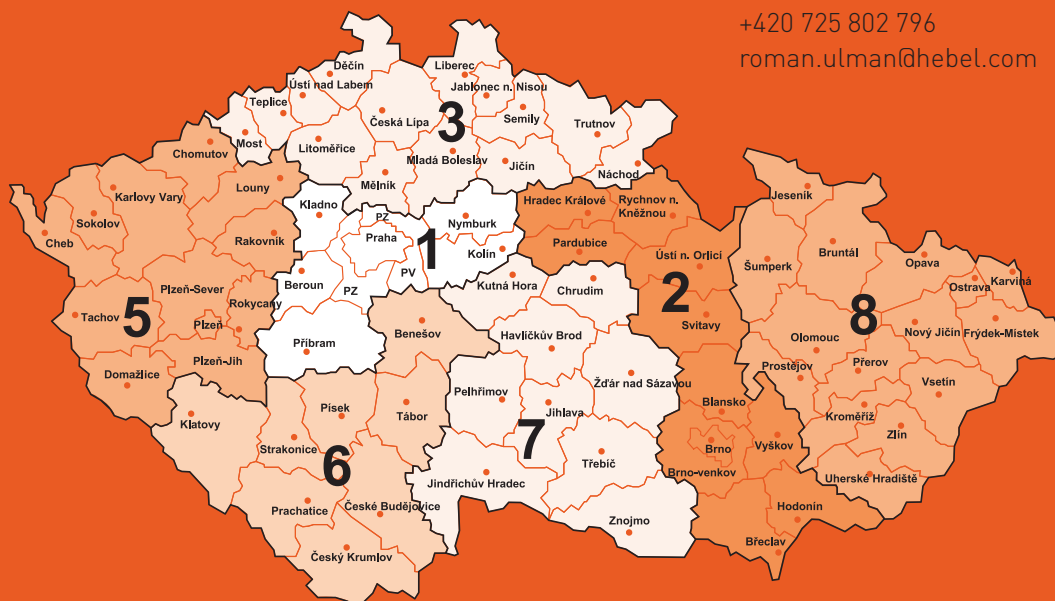 +420 725 802 796
roman.ulman@hebel.com
Děčín
Liberec
Ústí nad Labem
Jablonec n. Nisou
Teplice
3
Česká Lípa
Semily
Trutnov
Most
Litoměřice
Chomutov
Mladá Boleslav
Jičín
Mělník
Náchod
Louny
Jeseník
Karlovy Vary
Kladno
Hradec Králové
Rychnov n.
Kněžnou
PZ
Nymburk
Sokolov
Praha
Rakovník
1
Cheb
Kolín
Pardubice
Ústí n. Orlicí
Bruntál
Opava
Šumperk
PV
Kutná Hora
Beroun
PZ
Chrudim
Ostrava
Karviná
Plzeň-Sever
Rokycany
2
8
Tachov
5
Plzeň
Svitavy
Nový Jičín
Frýdek-Místek
Benešov
Havlíčkův Brod
Olomouc
Příbram
Plzeň-Jih
Přerov
Domažlice
Prostějov
Vsetín
Žďár nad Sázavou
Pelhřimov
Blansko
Písek
Tábor
Jihlava
Kroměříž
Klatovy
7
Zlín
Strakonice
6
Brno
Vyškov
Třebíč
Brno-venkov
Jindřichův Hradec
Uherské Hradiště
Prachatice
České Budějovice
Hodonín
Znojmo
Břeclav
Český Krumlov